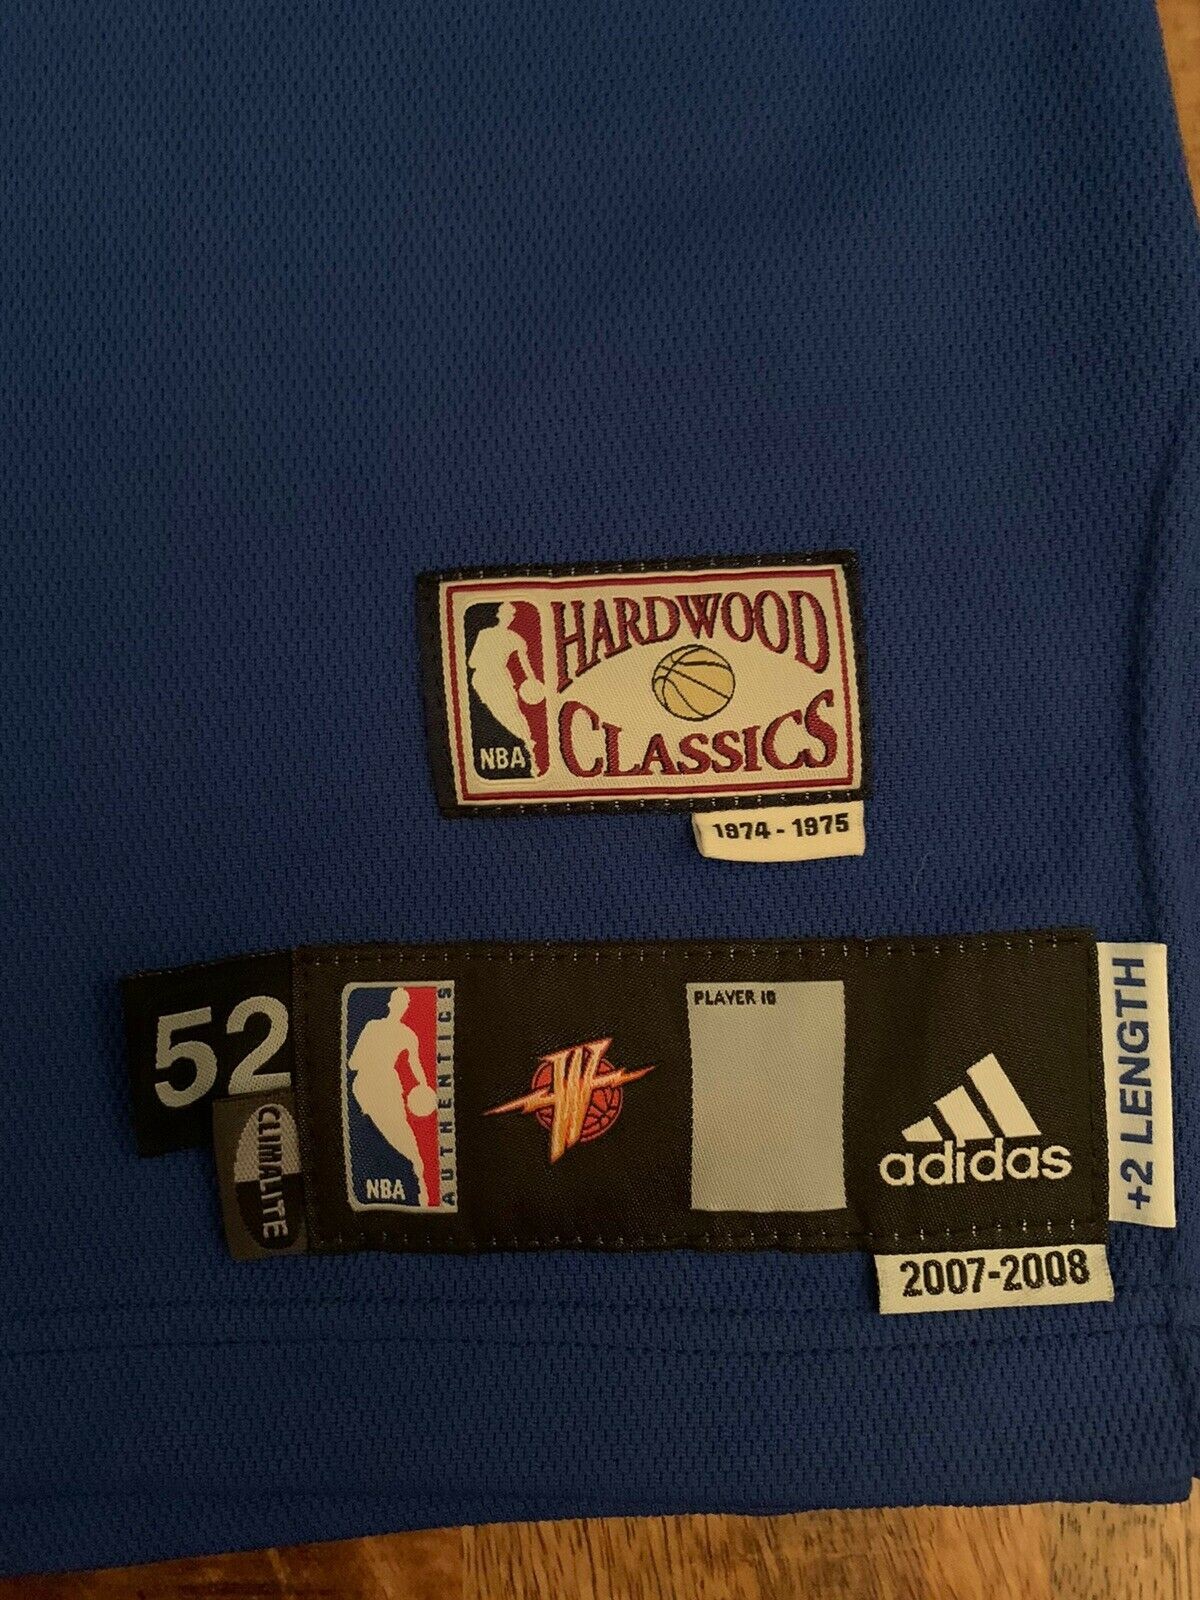 HARDWOOD
CLASSICS
NBA
1974 - 1975
52
CLIMALITE
NBA
AUTHENTICS
W
PLAYER ID
adidas
+2 LENGTH
2007-2008